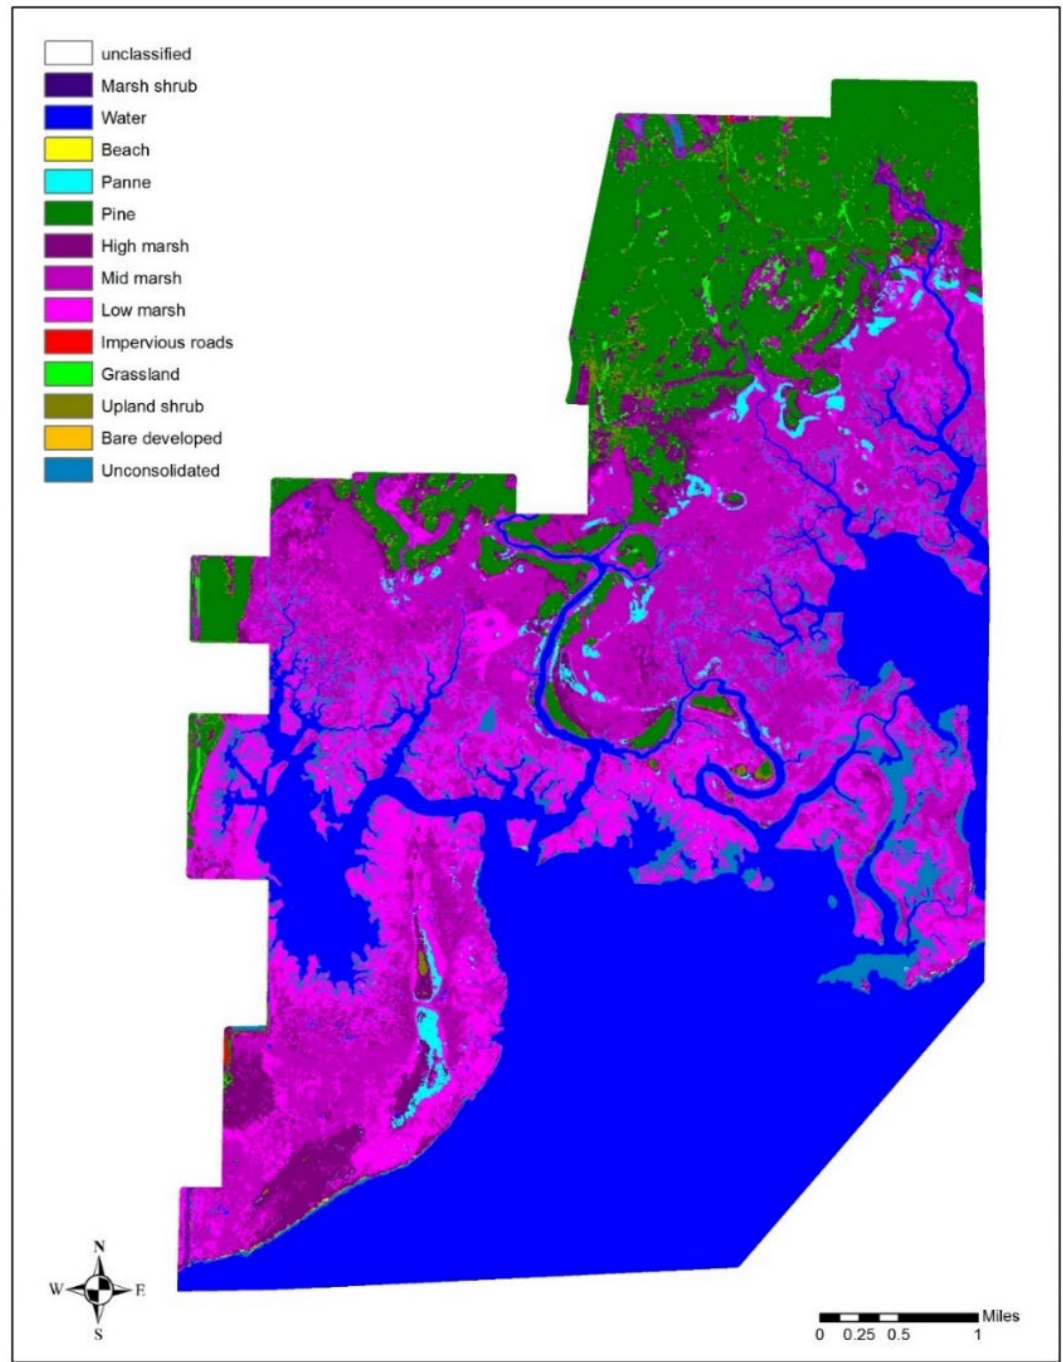 unclassified
Marsh shrub
Water
Beach
Panne
Pine
High marsh
Mid marsh
Low marsh
Impervious roads
Grassland
Upland shrub
Bare developed
Unconsolidated
N
W E
S
Miles
0 0.25 0.5 1